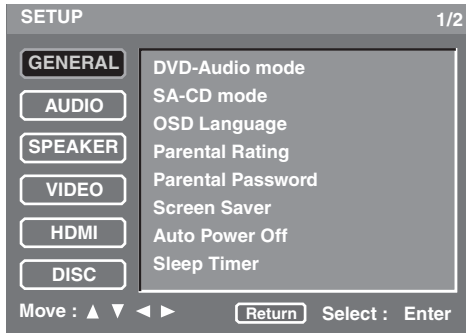 SETUP 1/2
GENERAL
AUDIO
SPEAKER
VIDEO
HDMI
DISC
DVD-Audio mode
SA-CD mode
OSD Language
Parental Rating
Parental Password
Screen Saver
Auto Power Off
Sleep Timer
Move : ▲ ▼ ◄ ► Return Select : Enter